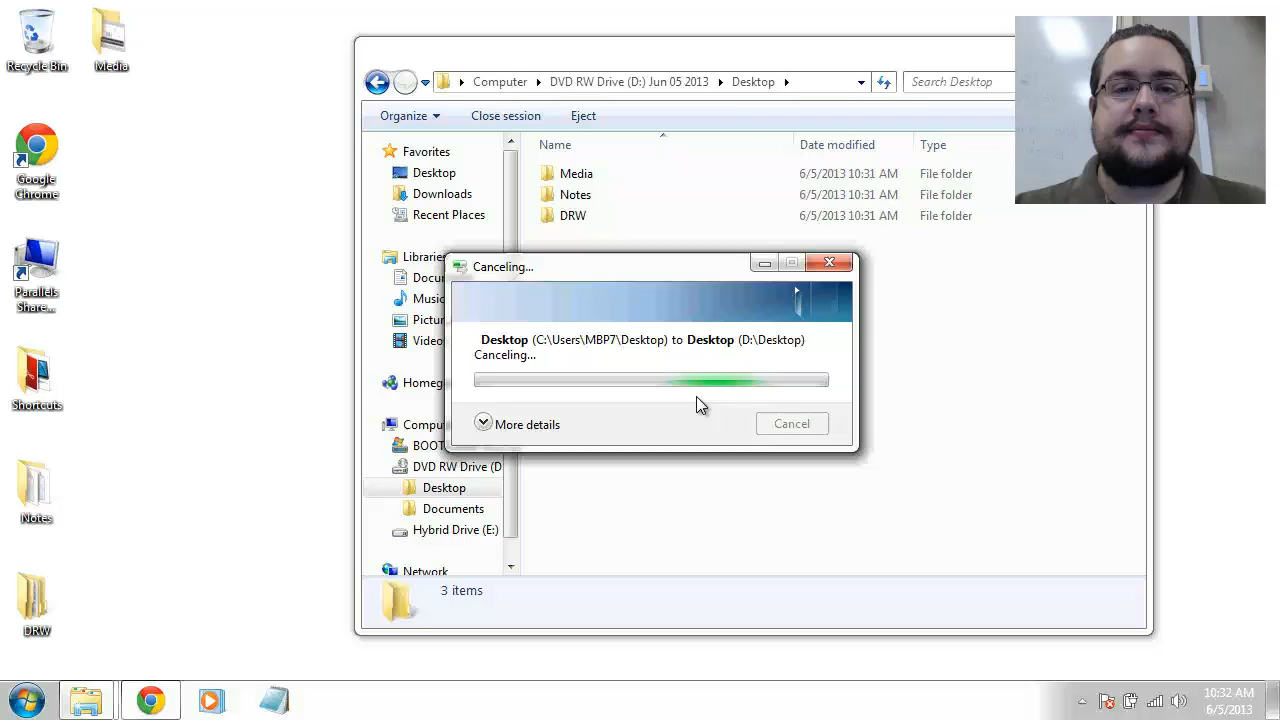 Recycle Bin
Media
Google Chrome
Parallels Share...
Shortcuts
Notes
DRW
Computer
DVD RW Drive (D:) Jun 05 2013
Desktop
Search Desktop
Organize
Close session
Eject
Favorites
Desktop
Downloads
Recent Places
Libraries
Docu
Music
Pictur
Video
Homeg
Compu
BOOT
DVD RW Drive (D
Desktop
Documents
Hybrid Drive (E:)
Network
Name
Date modified
Type
Media
6/5/2013 10:31 AM
File folder
Notes
6/5/2013 10:31 AM
File folder
DRW
6/5/2013 10:31 AM
File folder
Canceling...
Desktop (C:\Users\MBP7\Desktop) to Desktop (D:\Desktop)
Canceling...
More details
Cancel
3 items
10:32 AM
6/5/2013